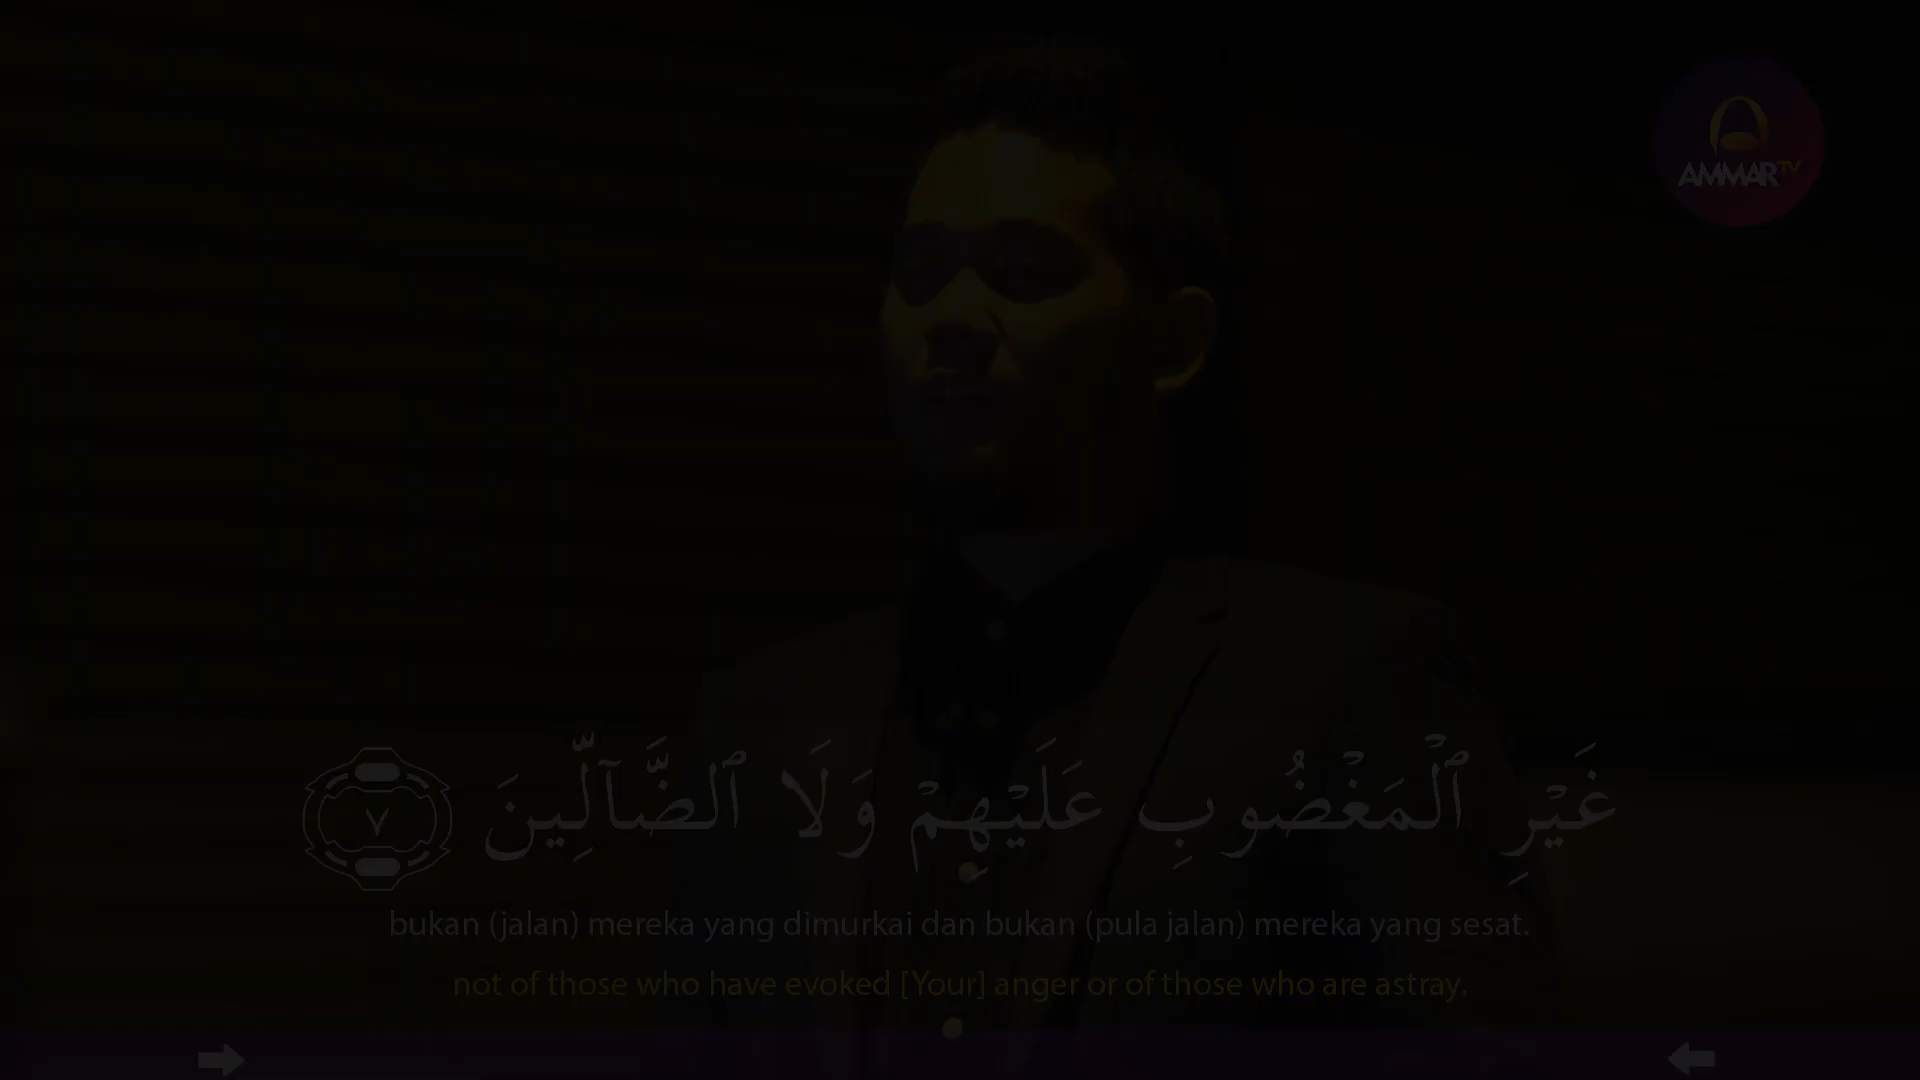 AMMARTV
غَيْرِ ٱلْمَغْضُوبِ عَلَيْهِمْ وَلَا ٱلضَّآلِّينَ ٧
bukan (jalan) mereka yang dimurkai dan bukan (pula jalan) mereka yang sesat.
not of those who have evoked [Your] anger or of those who are astray.